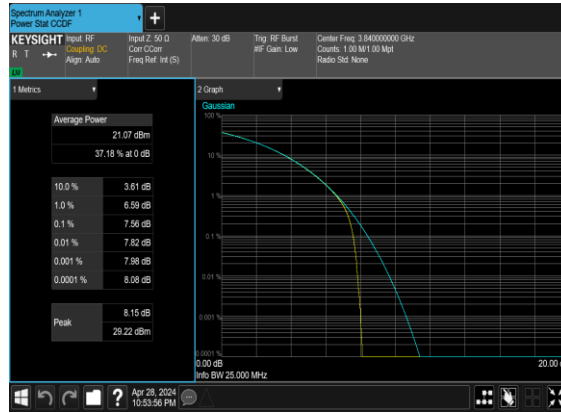 Spectrum Analyzer 1
Power Stat CCDF
+
KEYSIGHT
R T
AM
Input: RF
Coupling: DC
Align: Auto
Input Z: 50 Ω
Corr CCorr
Freq Ref: Int (S)
Atten: 30 dB
Trig: RF Burst
#IF Gain: Low
Center Freq: 3.840000000 GHz
Counts: 1.00 M/1.00 Mpt
Radio Std: None
1 Metrics
Average Power
21.07 dBm
37.18 % at 0 dB
10.0 % 3.61 dB
1.0 % 6.59 dB
0.1 % 7.56 dB
0.01 % 7.82 dB
0.001 % 7.98 dB
0.0001 % 8.08 dB
Peak
8.15 dB
29.22 dBm
2 Graph
Gaussian
100 %
10 %
1 %
0.1 %
0.01 %
0.001 %
0.0001 %
0.00 dB
20.00
Info BW 25.000 MHz
?
Apr 28, 2024
10:53:56 PM